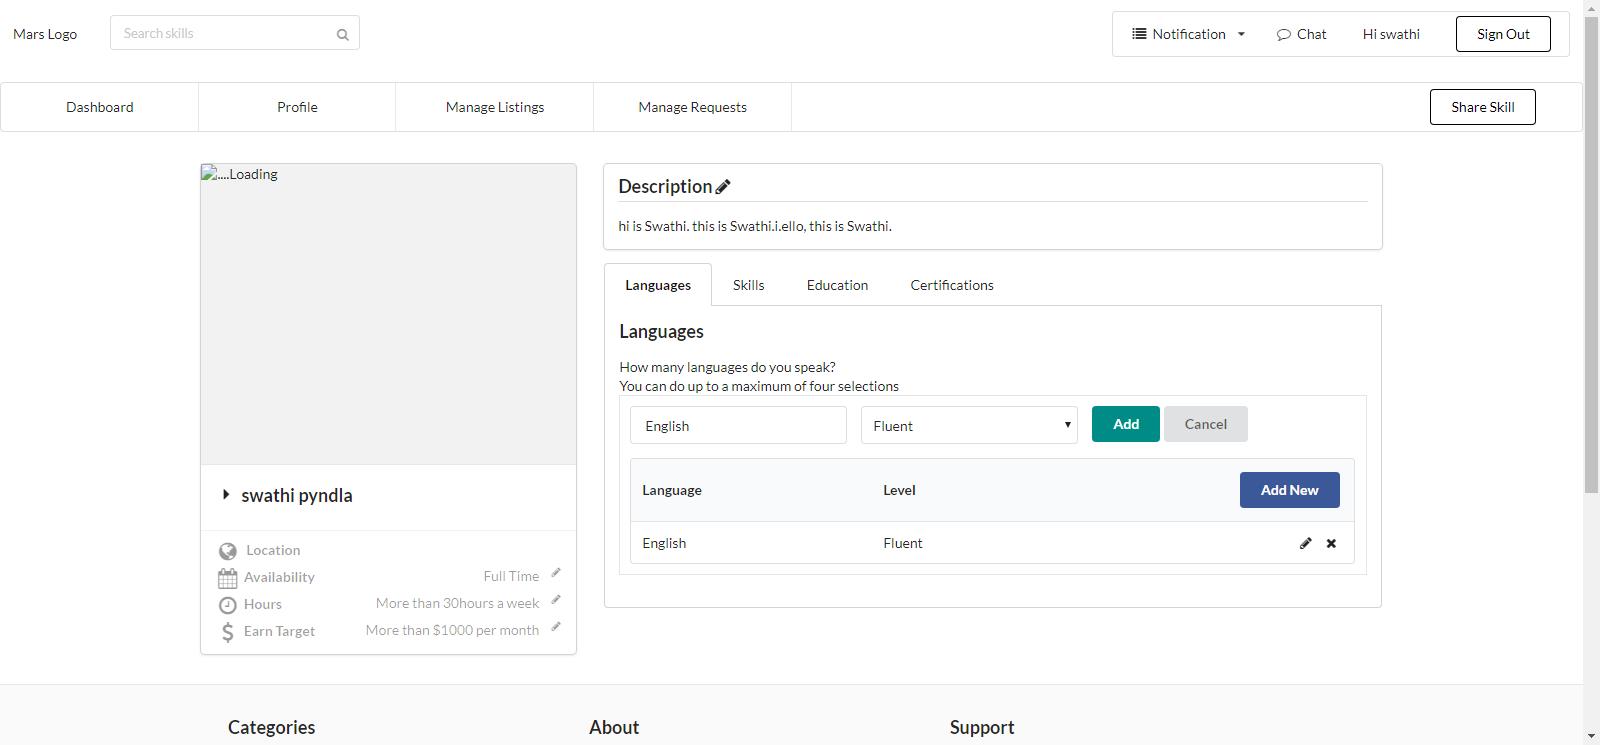 Mars Logo
Search skills
Notification
Chat
Hi swathi
Sign Out
Dashboard
Profile
Manage Listings
Manage Requests
Share Skill
....Loading
swathi pyndla
Location
Availability
Full Time
Hours
More than 30hours a week
Earn Target
More than $1000 per month
Description
hi is Swathi. this is Swathi.i.ello, this is Swathi.
Languages
Skills
Education
Certifications
Languages
How many languages do you speak?
You can do up to a maximum of four selections
English
Fluent
Add
Cancel
Language
Level
Add New
English
Fluent
Categories
About
Support